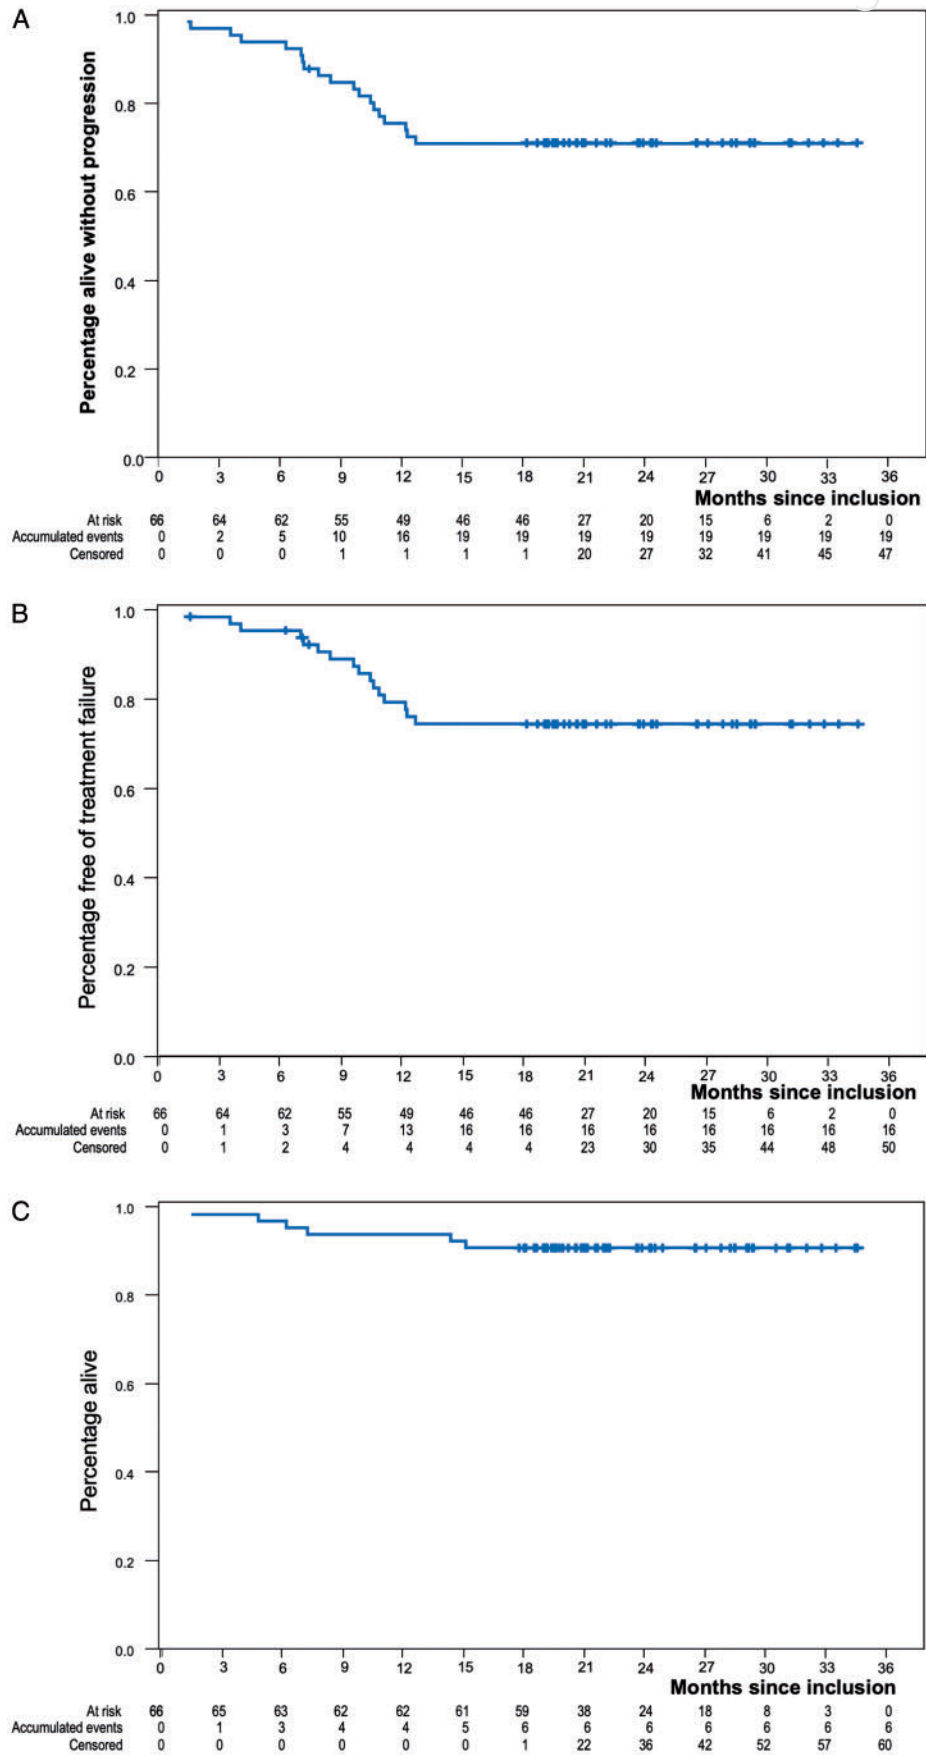 A
Percentage alive without progression
1.0
0.8
0.6
0.4
0.2
0.0
0 3 6 9 12 15 18 21 24 27 30 33 36
Months since inclusion
At risk 66 64 62 55 49 46 46 27 20 15 6 2 0
Accumulated events 0 2 5 10 16 19 19 19 19 19 19 19 19
Censored 0 0 0 1 1 1 1 20 27 32 41 45 47
B
Percentage free of treatment failure
1.0
0.8
0.6
0.4
0.2
0.0
0 3 6 9 12 15 18 21 24 27 30 33 36
Months since inclusion
At risk 66 64 62 55 49 46 46 27 20 15 6 2 0
Accumulated events 0 1 3 7 13 16 16 16 16 16 16 16 16
Censored 0 1 2 4 4 4 4 23 30 35 44 48 50
C
Percentage alive
1.0
0.8
0.6
0.4
0.2
0.0
0 3 6 9 12 15 18 21 24 27 30 33 36
Months since inclusion
At risk 66 65 63 62 62 61 59 38 24 18 8 3 0
Accumulated events 0 1 3 4 4 5 6 6 6 6 6 6 6
Censored 0 0 0 0 0 0 1 22 36 42 52 57 60